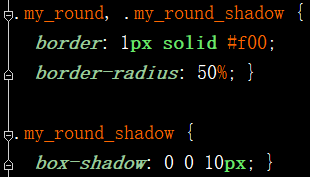 .my_round, .my_round_shadow {
border: 1px solid #f00;
border-radius: 50%; }
.my_round_shadow {
box-shadow: 0 0 10px; }